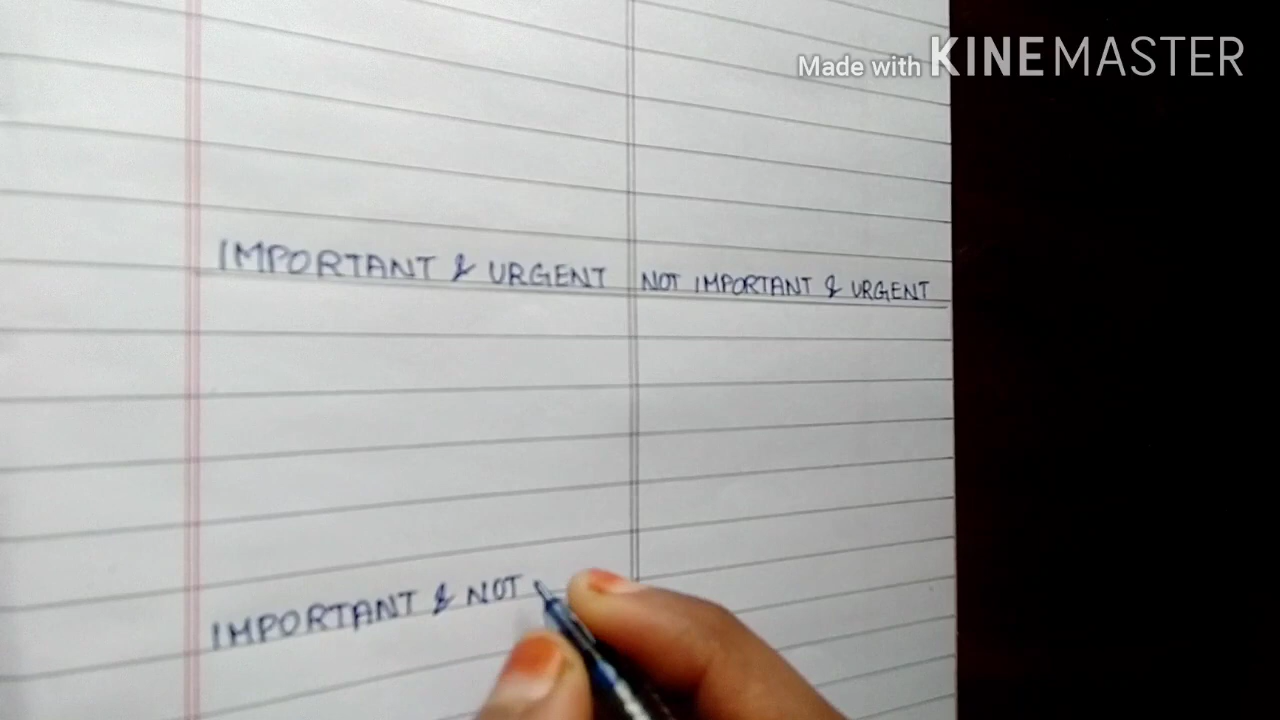 Made with KINEMASTER
IMPORTANT & URGENT
NOT IMPORTANT & URGENT
IMPORTANT & NOT